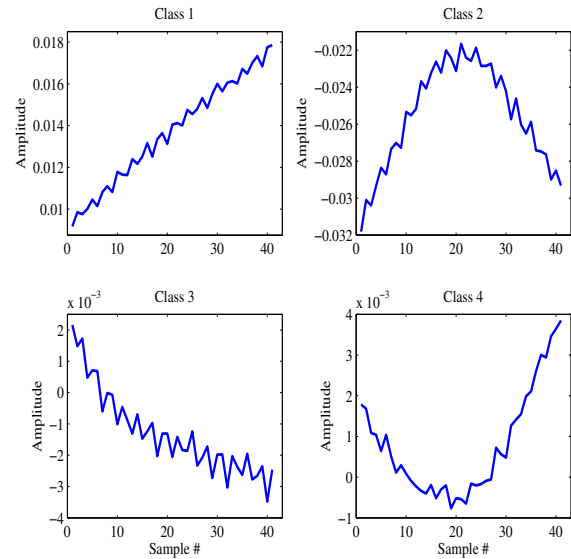 Class 1
Amplitude
0.018
0.016
0.014
0.012
0.01
0 10 20 30 40
Class 2
Amplitude
−0.022
−0.024
−0.026
−0.028
−0.03
−0.032
0 10 20 30 40
Class 3
x 10⁻³
Amplitude
2
1
0
−1
−2
−3
−4
0 10 20 30 40
Sample #
Class 4
x 10⁻³
Amplitude
4
3
2
1
0
−1
0 10 20 30 40
Sample #